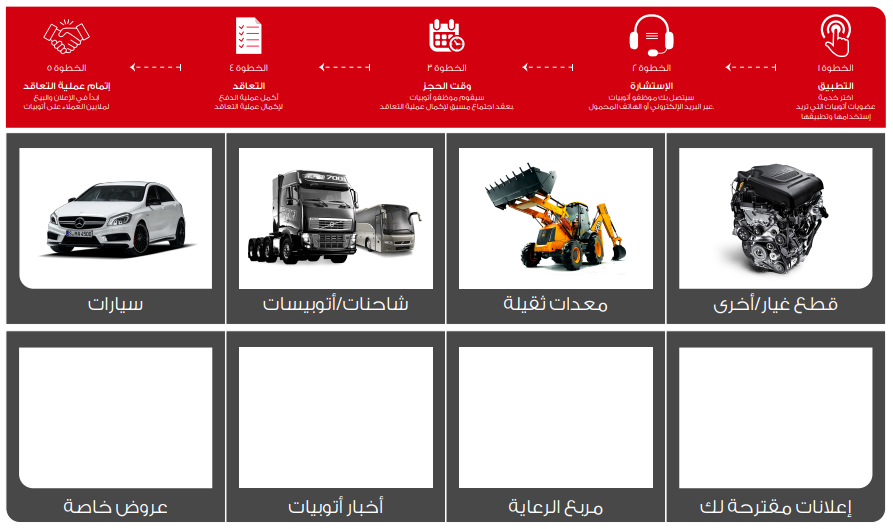 الخطوة ١
التطبيق
اختر خدمة
عضويات أتوبيات التي تريد
إستخدامها وتطبيقها
الخطوة ٢
الإستشارة
سيتصل بك موظفو أتوبيات
عبر البريد الإلكتروني أو الهاتف المحمول.
الخطوة ٣
وقت الحجز
سيقوم موظفو أتوبيات
بعقد اجتماع مسبق لإكمال عملية التعاقد
الخطوة ٤
التعاقد
أكمل عملية الدفع
لإكمال عملية التعاقد
الخطوة ٥
إتمام عملية التعاقد
ابدأ في الإعلان والبيع
لملايين العملاء على أتوبيات
قطع غيار/أخرى
معدات ثقيلة
شاحنات/أتوبيسات
سيارات
إعلانات مقترحة لك
مربع الرعاية
أخبار أتوبيات
عروض خاصة